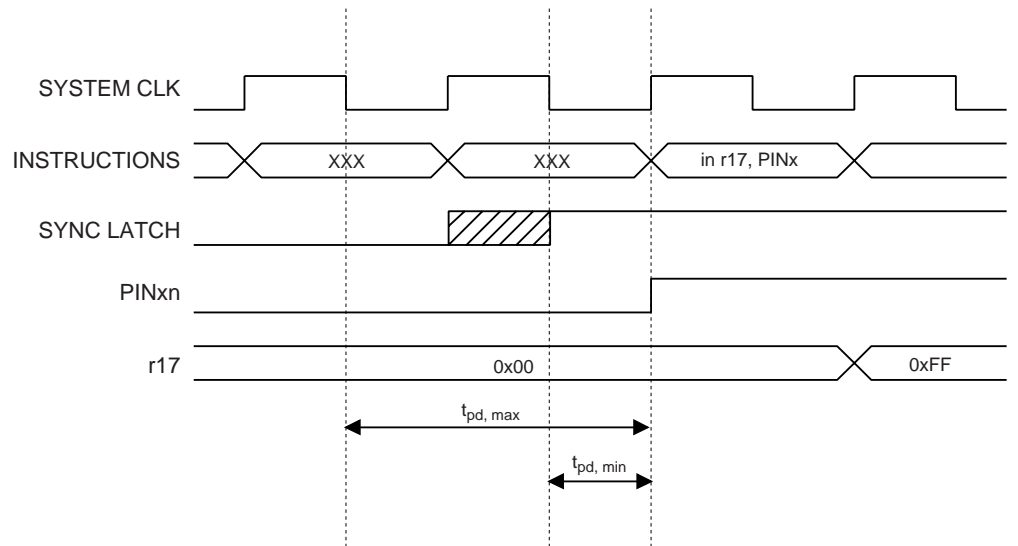 SYSTEM CLK
INSTRUCTIONS XXX XXX in r17, PINx
SYNC LATCH
PINxn
r17 0x00 0xFF
tpd, max
tpd, min